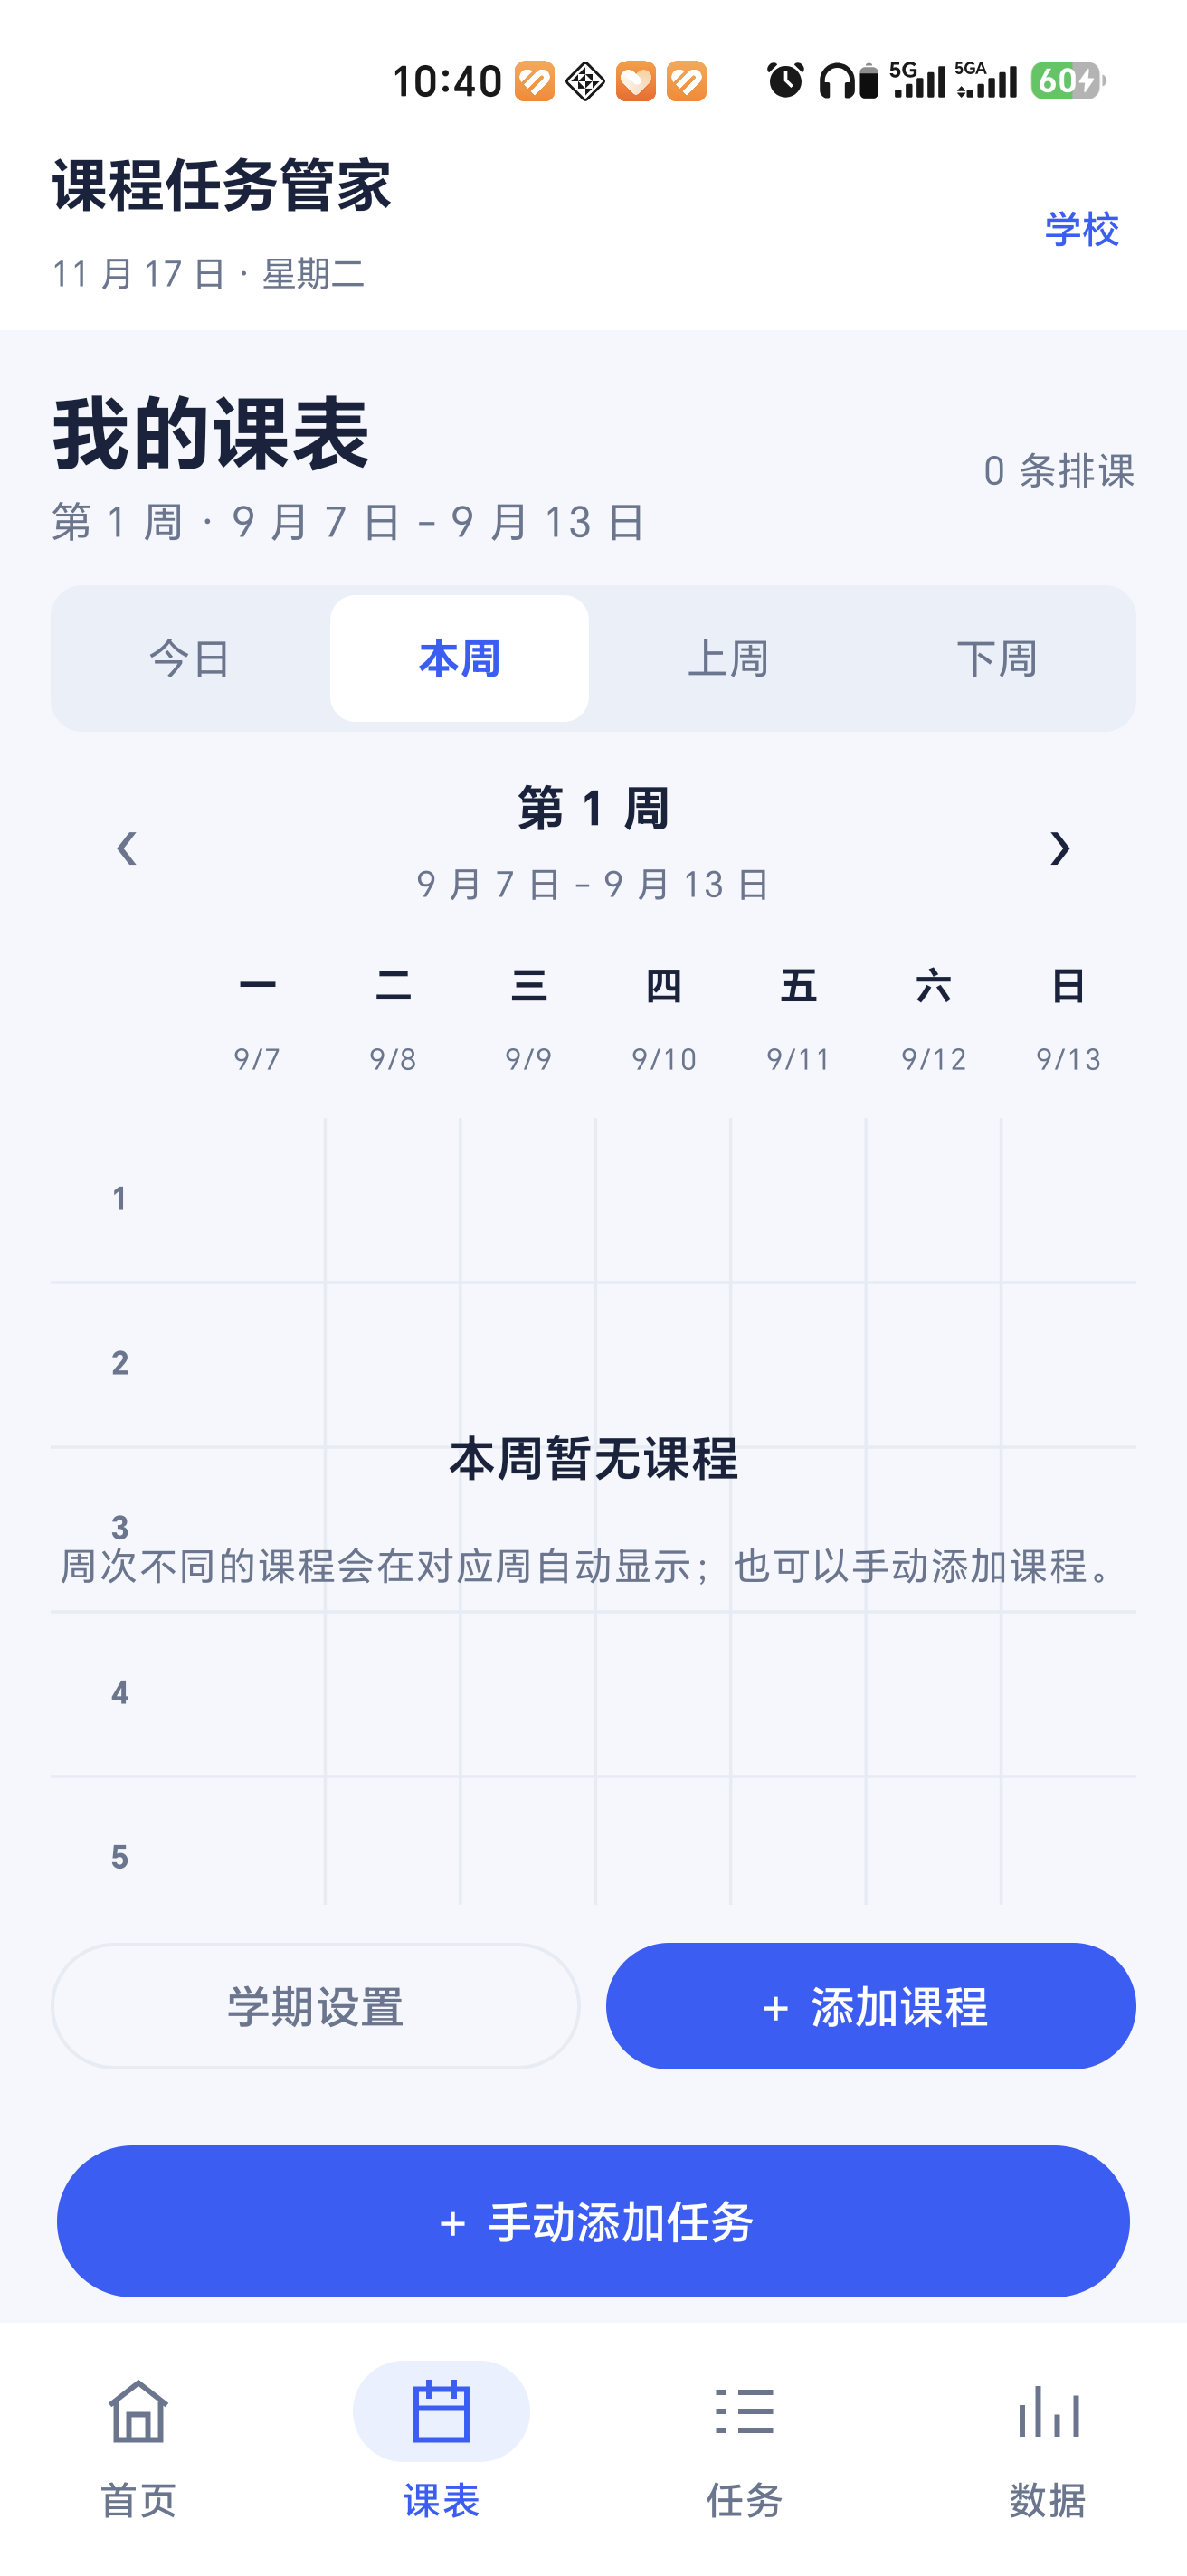 10:40 5G 5GA 60
课程任务管家
11 月 17 日 · 星期二
学校
我的课表
0 条排课
第 1 周 · 9 月 7 日 – 9 月 13 日
今日 本周 上周 下周
第 1 周
9 月 7 日 – 9 月 13 日
一 二 三 四 五 六 日
9/7 9/8 9/9 9/10 9/11 9/12 9/13
1
2
本周暂无课程
3
周次不同的课程会在对应周自动显示；也可以手动添加课程。
4
5
学期设置 + 添加课程
+ 手动添加任务
首页 课表 任务 数据